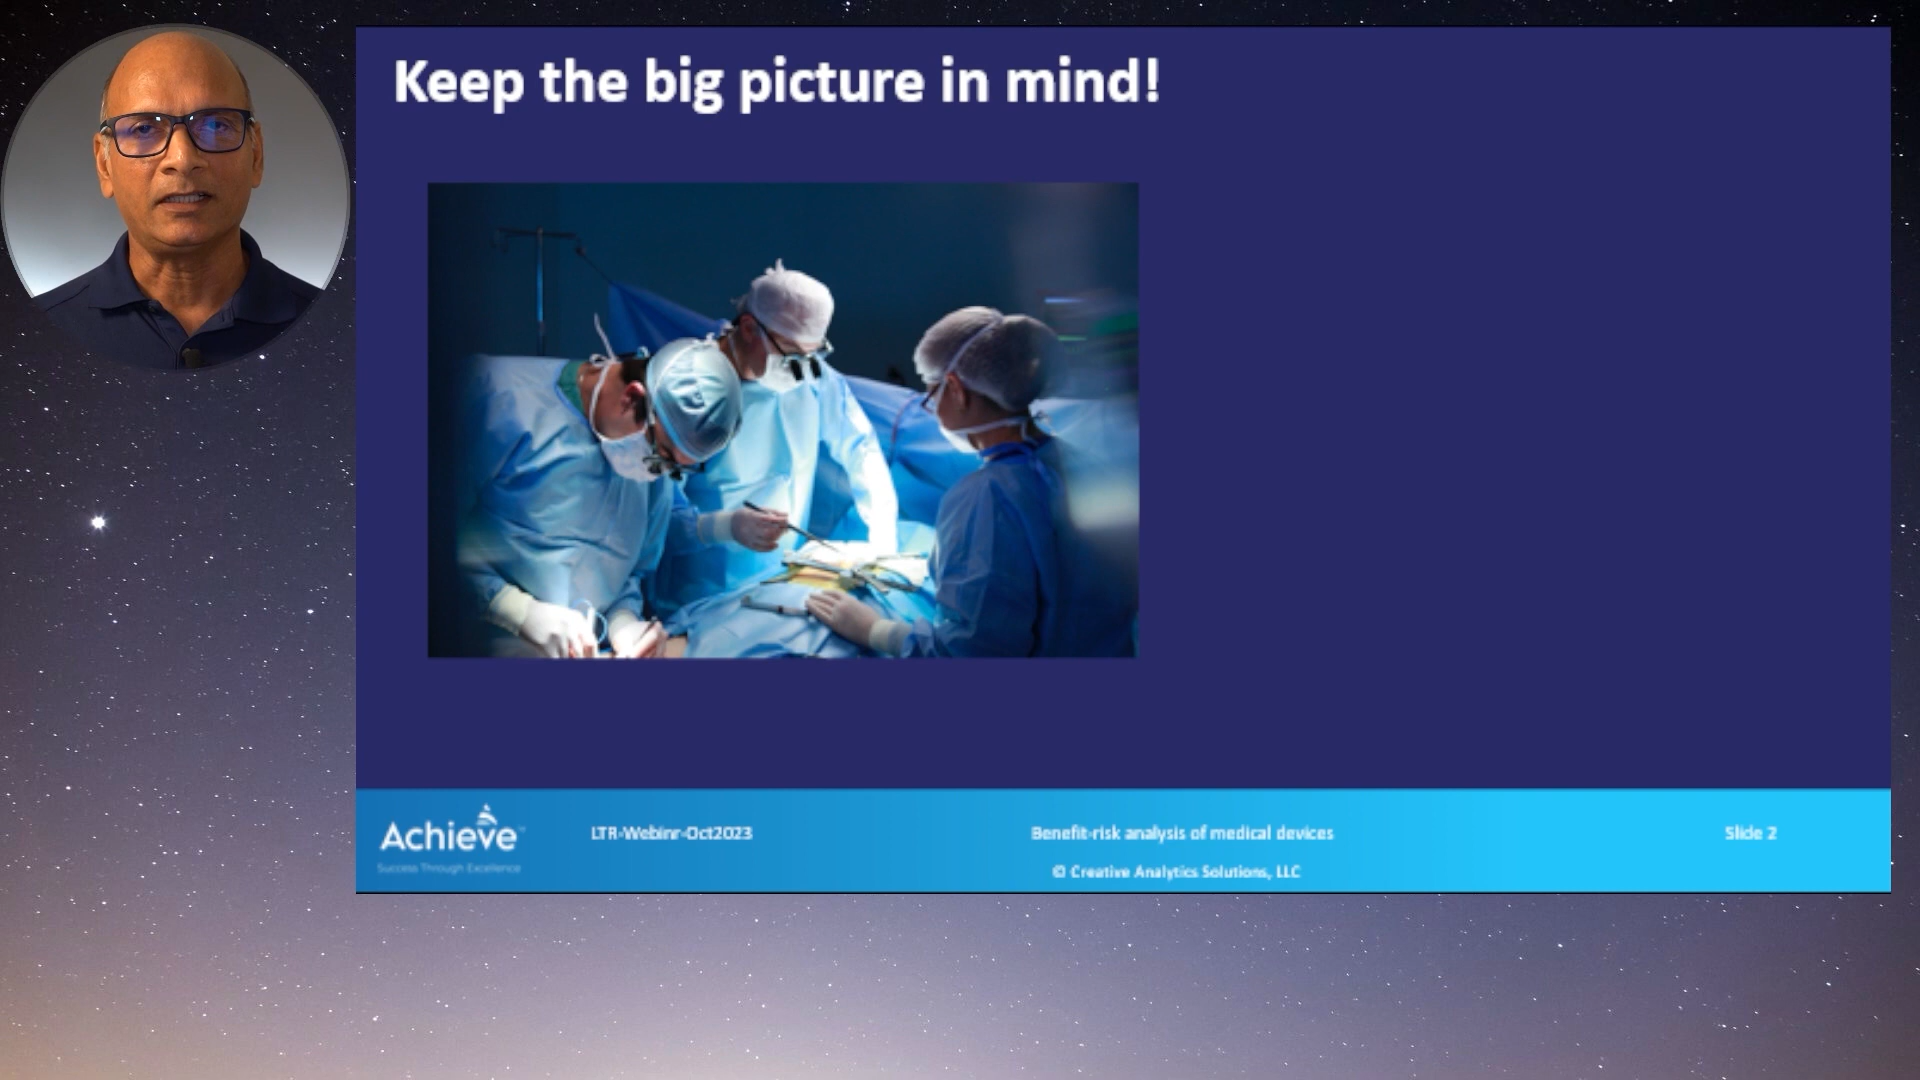 Keep the big picture in mind!
Achieve
Success Through Excellence
LTR-Webinr-Oct2023
Benefit-risk analysis of medical devices
© Creative Analytics Solutions, LLC
Slide 2